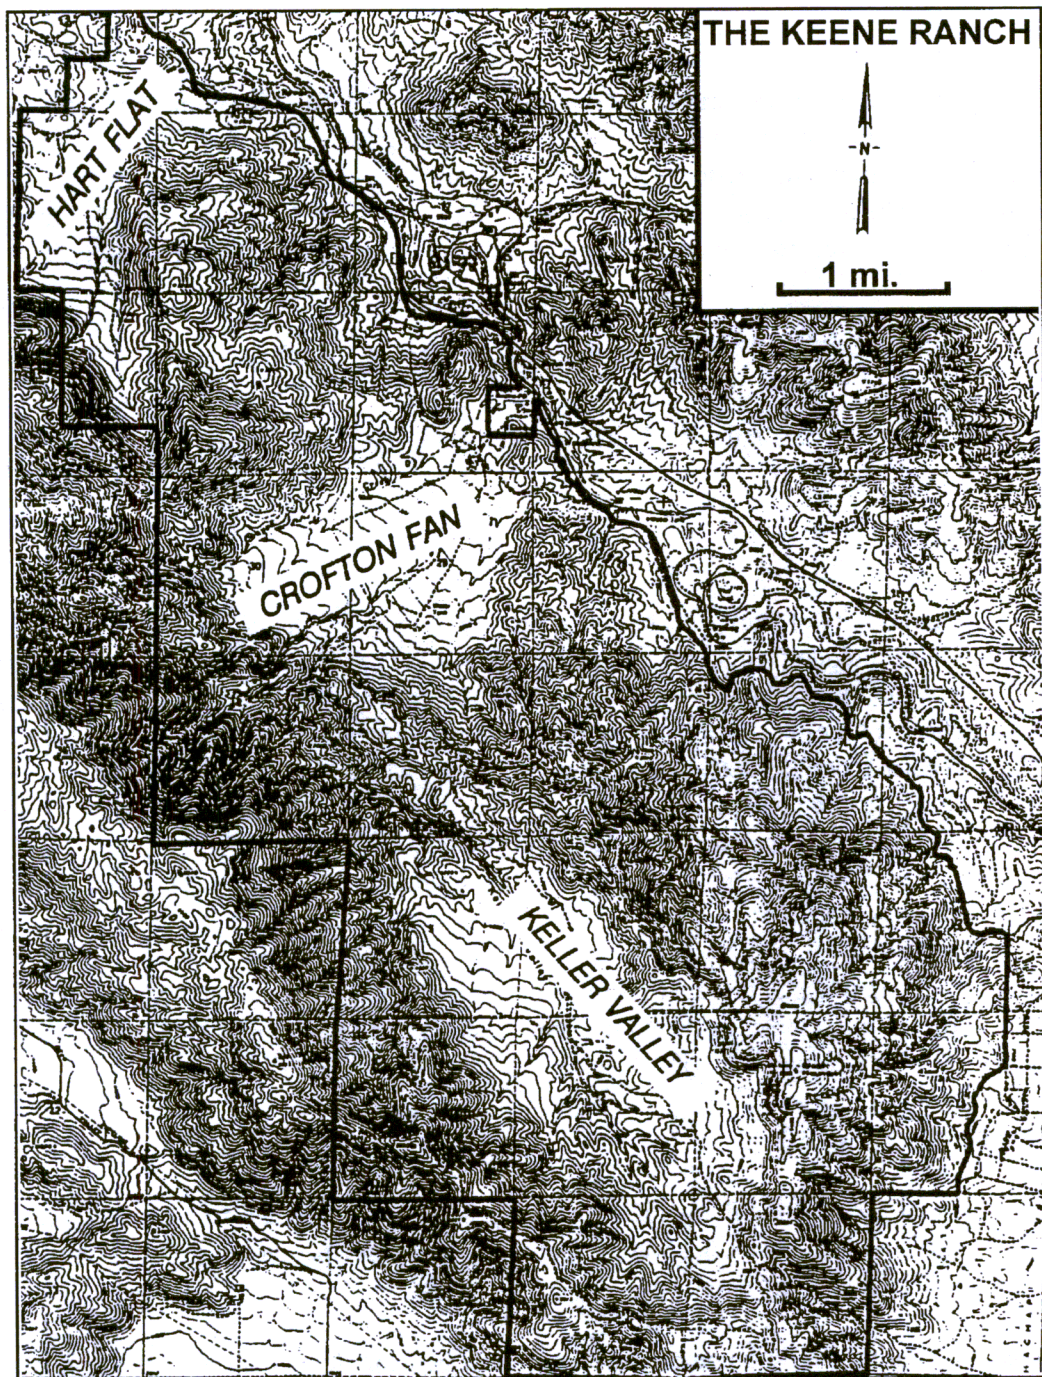 THE KEENE RANCH
N
1 mi.
HART FLAT
CROFTON FAN
KELLER VALLEY